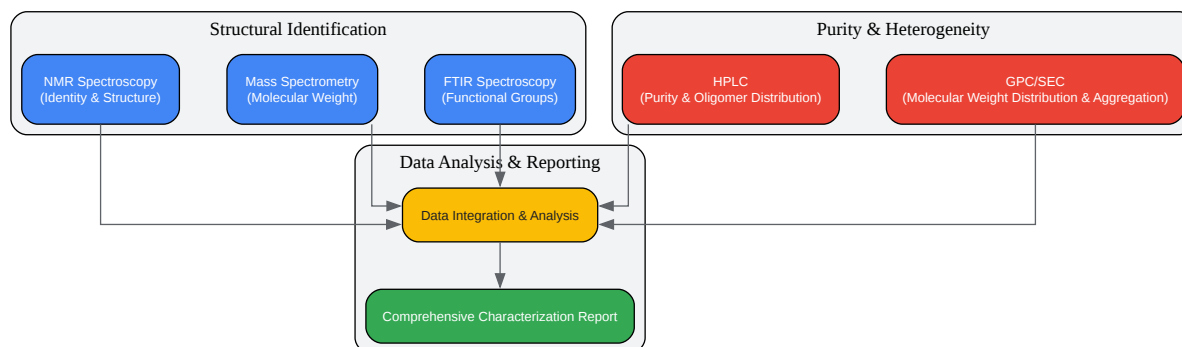 Structural Identification
Purity & Heterogeneity
NMR Spectroscopy
(Identity & Structure)
Mass Spectrometry
(Molecular Weight)
FTIR Spectroscopy
(Functional Groups)
HPLC
(Purity & Oligomer Distribution)
GPC/SEC
(Molecular Weight Distribution & Aggregation)
Data Analysis & Reporting
Data Integration & Analysis
Comprehensive Characterization Report